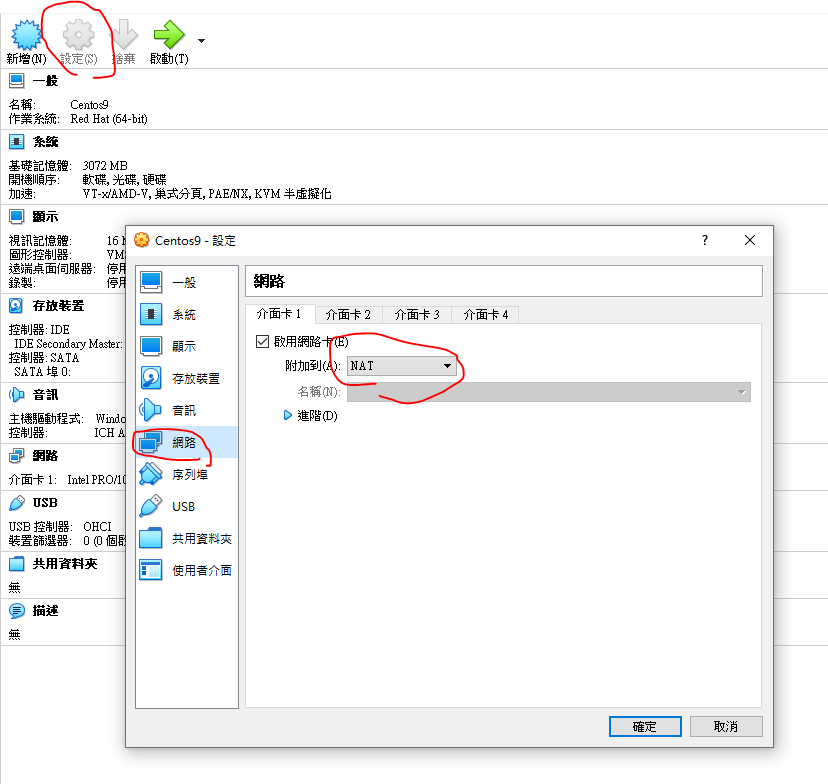 新增(N) 設定(S) 捨棄 啟動(T)
一般
名稱: Centos9
作業系統: Red Hat (64-bit)
系統
基礎記憶體: 3072 MB
開機順序: 軟碟, 光碟, 硬碟
加速: VT-x/AMD-V, 巢式分頁, PAE/NX, KVM 半虛擬化
顯示
視訊記憶體: 16
圖形控制器:
遠端桌面伺服器: 停用
錄製: 停用
存放裝置
控制器: IDE
IDE Secondary Master:
控制器: SATA
SATA 埠 0:
音訊
主機驅動程式: Windo
控制器: ICH A
網路
介面卡 1: Intel PRO/10
USB
USB 控制器: OHCI
裝置篩選器: 0 (0 個啟
共用資料夾
無
描述
無
Centos9 - 設定 ?
一般
系統
顯示
存放裝置
音訊
網路
序列埠
USB
共用資料夾
使用者介面
網路
介面卡 1 介面卡 2 介面卡 3 介面卡 4
啟用網路卡(E)
附加到(A): NAT
名稱(N):
進階(D)
確定 取消